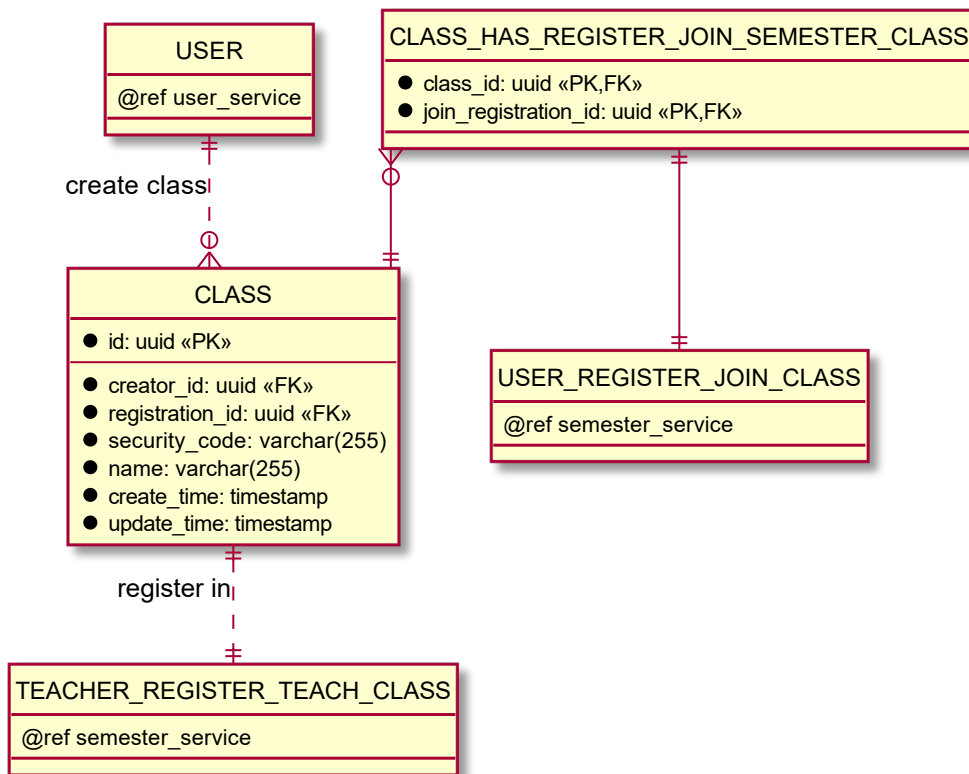 USER
@ref user_service
CLASS_HAS_REGISTER_JOIN_SEMESTER_CLASS
● class_id: uuid «PK,FK»
● join_registration_id: uuid «PK,FK»
create class
CLASS
● id: uuid «PK»
● creator_id: uuid «FK»
● registration_id: uuid «FK»
● security_code: varchar(255)
● name: varchar(255)
● create_time: timestamp
● update_time: timestamp
USER_REGISTER_JOIN_CLASS
@ref semester_service
register in
TEACHER_REGISTER_TEACH_CLASS
@ref semester_service